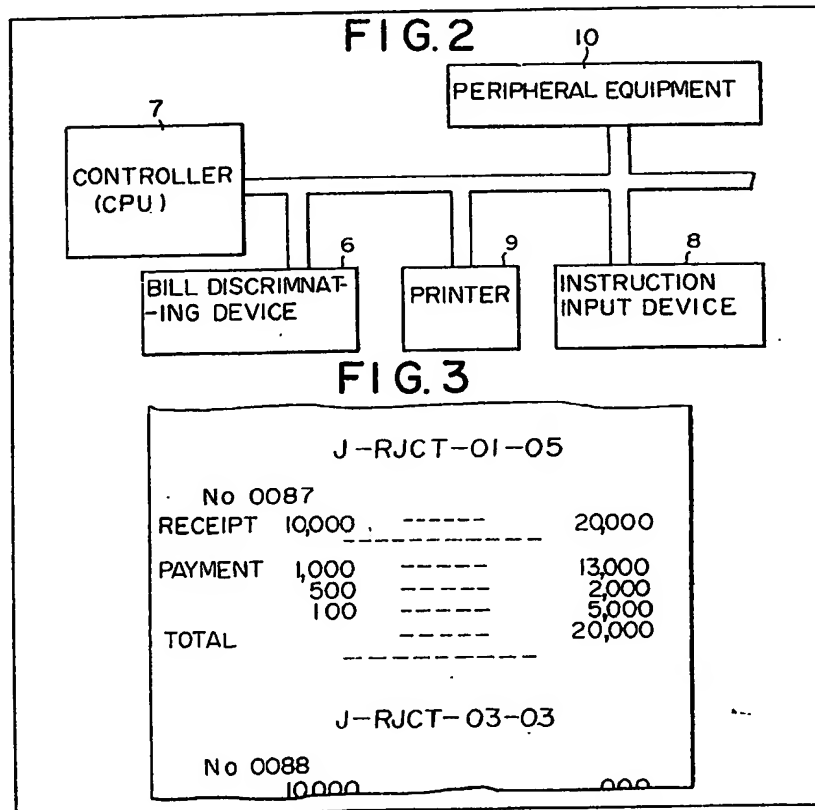 FIG.2
10
PERIPHERAL EQUIPMENT
7
CONTROLLER
(CPU)
6
BILL DISCRIMNAT-
-ING DEVICE
9
PRINTER
8
INSTRUCTION
INPUT DEVICE
FIG.3
J-RJCT-01-05
No 0087
RECEIPT 10,000 ----- 20,000
PAYMENT 1,000 ----- 13,000
500 ----- 2,000
100 ----- 5,000
TOTAL ----- 20,000
J-RJCT-03-03
No 0088
10,000 000